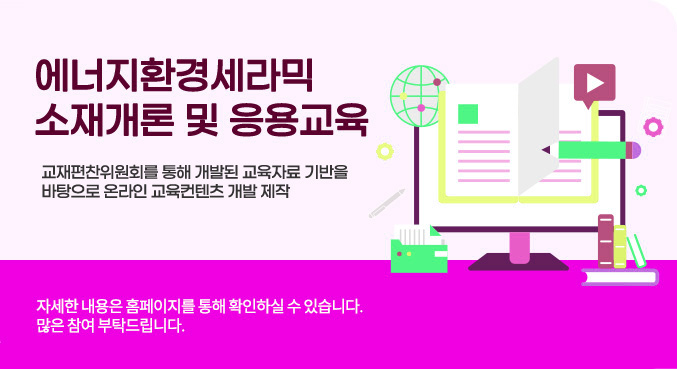 에너지환경세라믹
소재개론 및 응용교육
교재편찬위원회를 통해 개발된 교육자료 기반을
바탕으로 온라인 교육컨텐츠 개발 제작
자세한 내용은 홈페이지를 통해 확인하실 수 있습니다.
많은 참여 부탁드립니다.